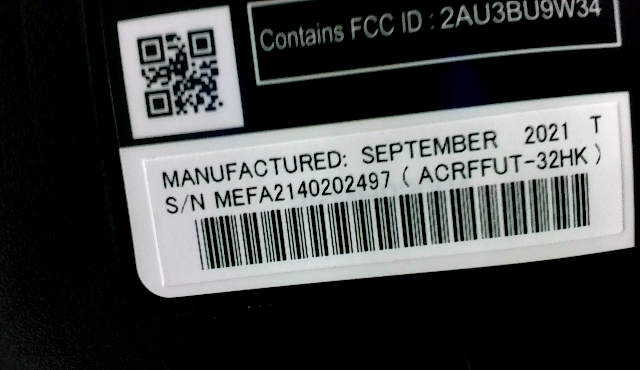 Contains FCC ID : 2AU3BU9W34
MANUFACTURED: SEPTEMBER 2021 T
S/N MEFA2140202497 ( ACRFFUT-32HK )